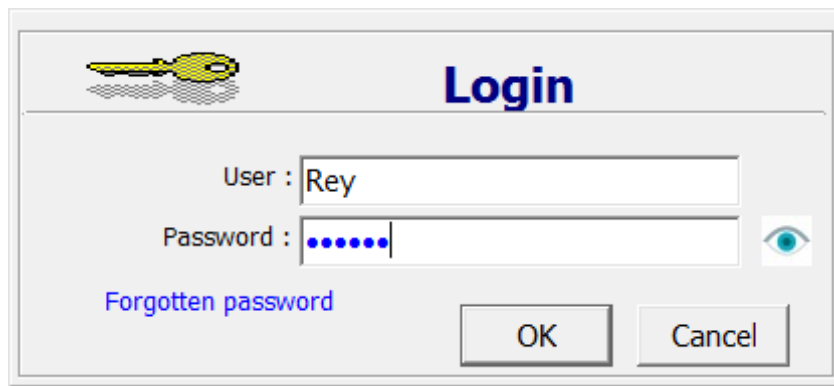 Login
User : Rey
Password : ••••••
Forgotten password
OK Cancel